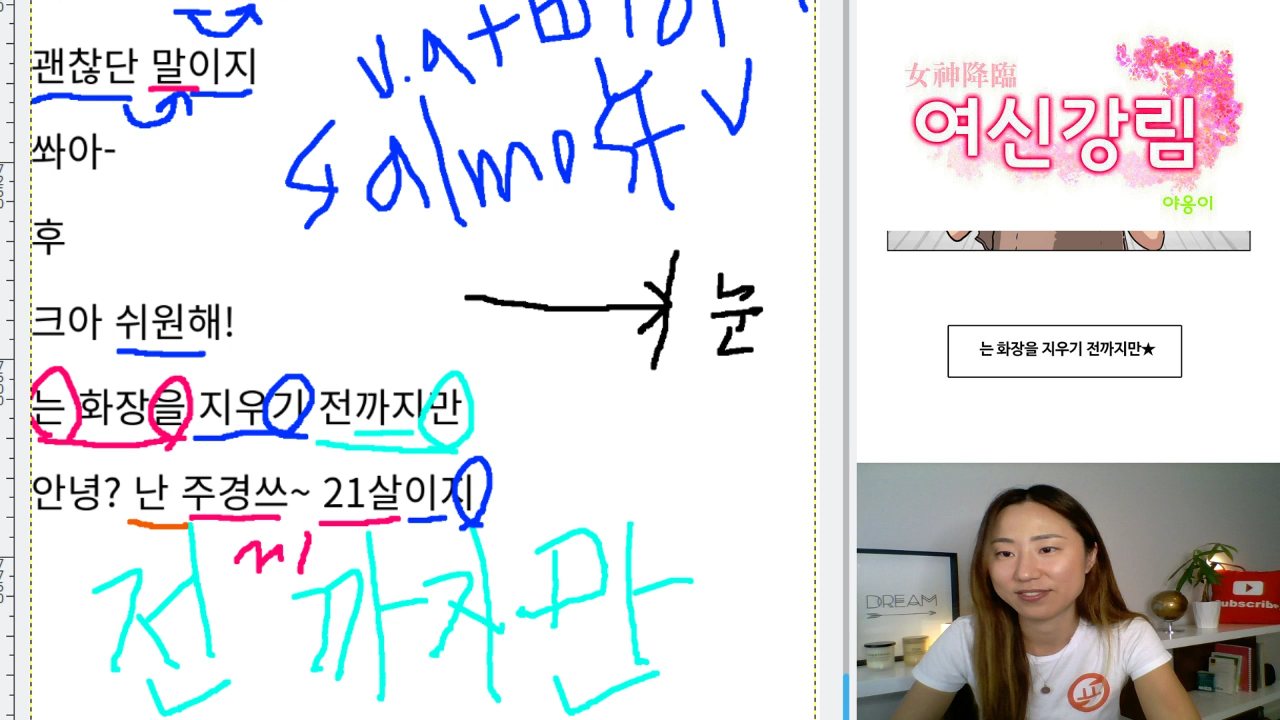 괜찮단 말이지
쏴아-
후
크아 쉬원해!
는 화장을 지우기 전까지만
안녕? 난 주경쓰~ 21살이지
salmon
V
눈
전까지만
女神降臨
여신강림
야옹이
는 화장을 지우기 전까지만★
DREAM
Subscribe